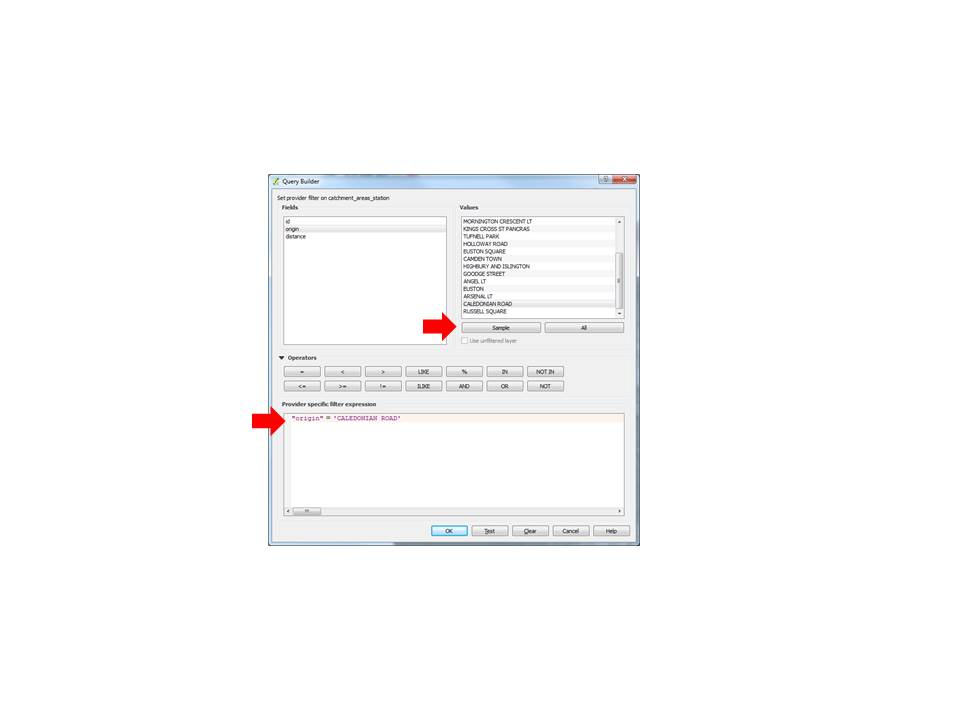 Query Builder
Set provider filter on catchment_areas_station
Fields
Values
id
origin
distance
MORNINGTON CRESCENT LT
KINGS CROSS ST PANCRAS
TUFNELL PARK
HOLLOWAY ROAD
EUSTON SQUARE
CAMDEN TOWN
HIGHBURY AND ISLINGTON
GOODGE STREET
ANGEL LT
EUSTON
ARSENAL LT
CALEDONIAN ROAD
RUSSELL SQUARE
Sample All
Use unfiltered layer
Operators
= < > LIKE % IN NOT IN
<= >= != ILIKE AND OR NOT
Provider specific filter expression
"origin" = 'CALEDONIAN ROAD'
OK Test Clear Cancel Help